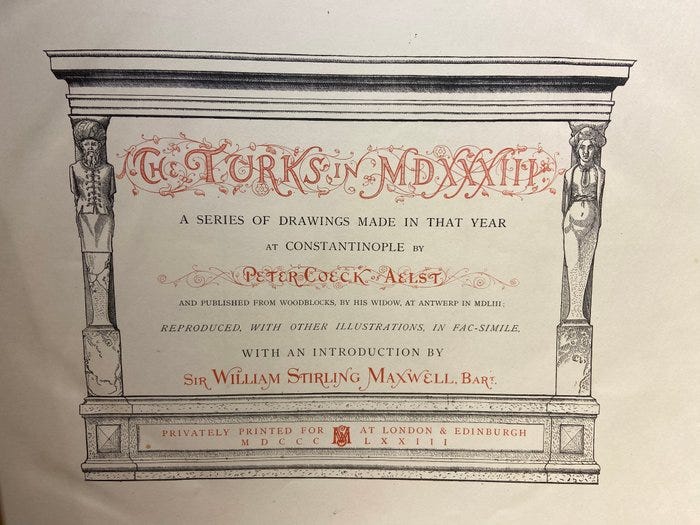 The Turks in MDXXXIII
A SERIES OF DRAWINGS MADE IN THAT YEAR
AT CONSTANTINOPLE BY
PETER COECK of AELST
AND PUBLISHED FROM WOODBLOCKS, BY HIS WIDOW, AT ANTWERP IN MDLIII;
REPRODUCED, WITH OTHER ILLUSTRATIONS, IN FAC-SIMILE,
WITH AN INTRODUCTION BY
SIR WILLIAM STIRLING MAXWELL, BART.
PRIVATELY PRINTED FOR AT LONDON & EDINBURGH
MDCCC LXXIII